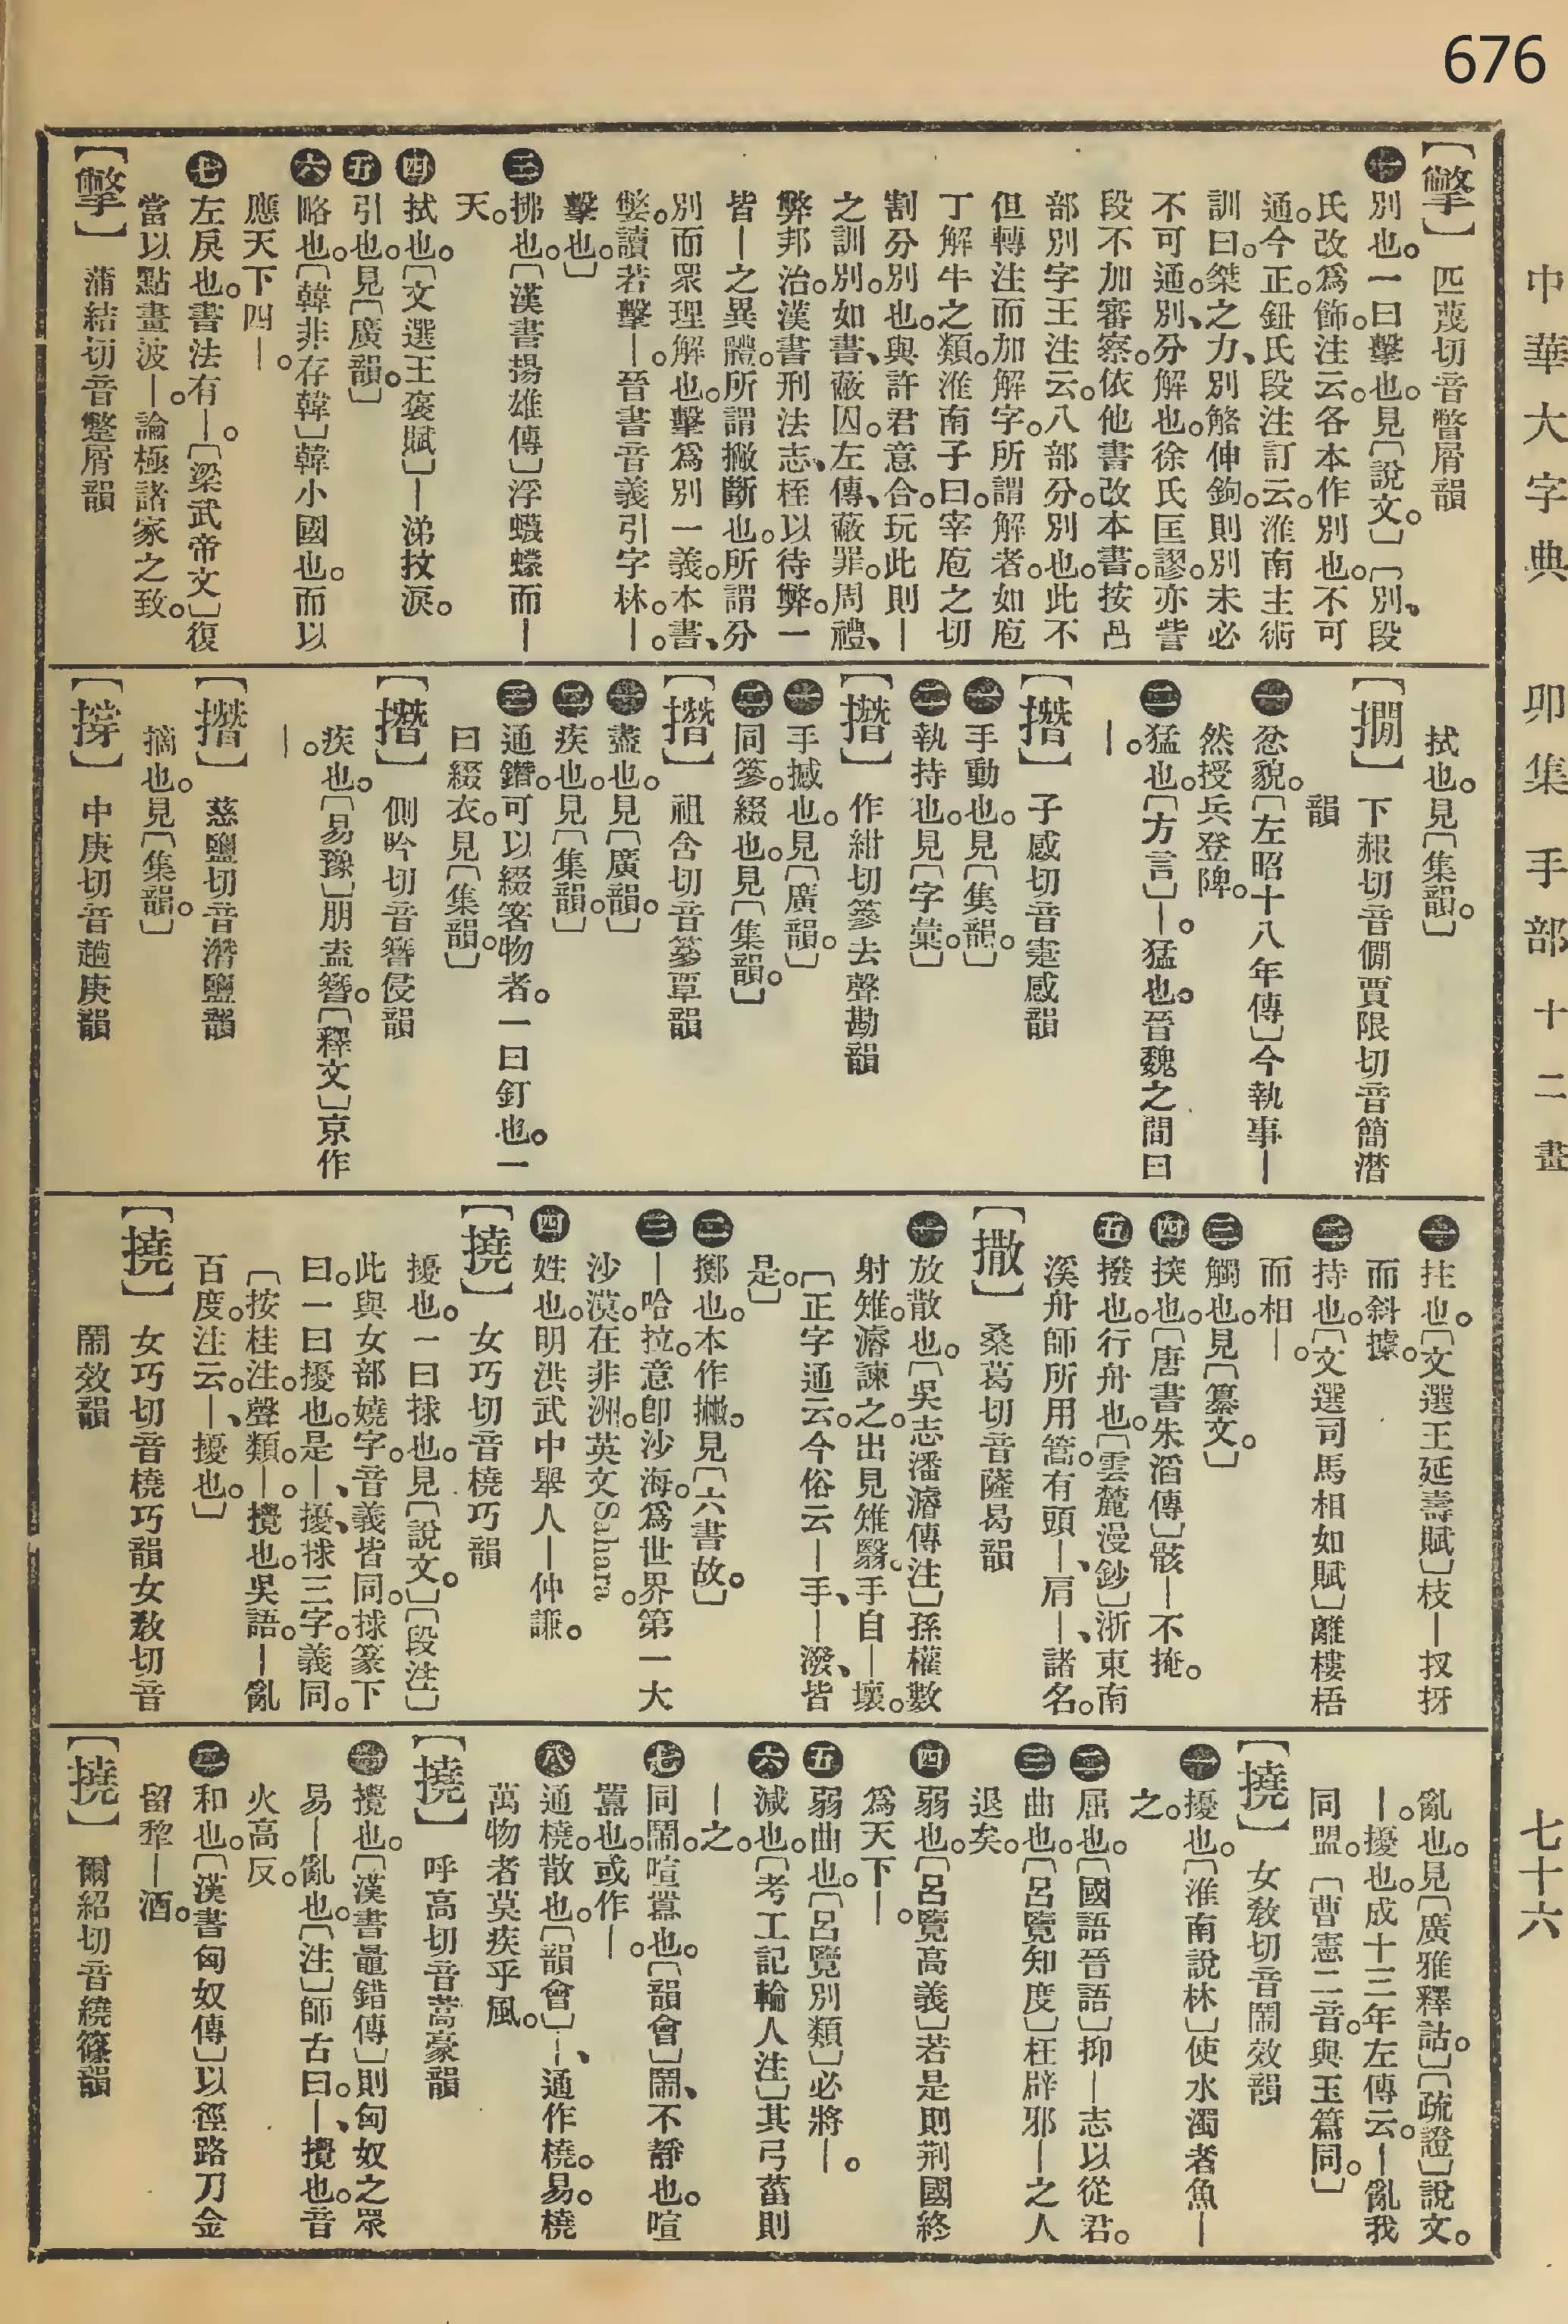 676
中華大字典 卯集 手部 十二畫 七十六
【擎】 匹蔑切音瞥屑韻
㊀別也。一曰擊也。見〔說文。〕〔別、段
氏改爲飾。注云。各本作別也。不可
通。今正。鈕氏段注訂云。淮南主術
訓曰。桀之力、別觡伸鉤。則別未必
不可通。別、分解也。徐氏匡謬。亦訾
段不加審察。依他書改本書。按呂
部別字王注云。八部分。別也。此不
但轉注而加解字。所謂解者。如庖
丁解牛之類。淮南子曰。宰庖之切
割分別也。與許君意合。玩此則—
之訓別。如書、蔽囚。左傳、蔽罪。周禮、
弊邦治。漢書刑法志、桎以待弊。一
皆—之異體。所謂撇斷也。所謂分
別而眾理解也。擊爲別一義。本書、
嫳。讀若擊—。晉書音義引字林。—。
擊也。〕
㊁拂也。〔漢書揚雄傳〕浮蠛蠓而—
天。
㊃拭也。〔文選王褒賦〕—涕抆淚。
㊄引也。見〔廣韻。〕
㊅略也。〔韓非存韓〕韓小國也。而以
應天下四—。
㊆左戾也。書法有—。〔梁武帝文〕復
當以點畫波—。論極諸家之致。
【擎】 蒲結切音蹩屑韻
拭也。見〔集韻。〕
【撊】 下赧切音僩賈限切音簡潸
韻
㊀忿貌。〔左昭十八年傳〕今執事—
然授兵登陴。
㊁猛也。〔方言〕—。猛也。晉魏之間曰
—。
【撍】 子感切音寁感韻
㊀手動也。見〔集韻。〕
㊁執持也。見〔字彙。〕
【撍】 作紺切篸去聲勘韻
㊀手撼也。見〔廣韻。〕
㊁同篸。綴也。見〔集韻。〕
【撍】 祖含切音篸覃韻
㊀盡也。見〔廣韻。〕
㊁疾也。見〔集韻。〕
㊂通鐕。可以綴箸物者。一曰釘也。一
曰綴衣。見〔集韻。〕
【撍】 側吟切音簪侵韻
疾也。〔易豫〕朋盍簪。〔釋文〕京作
—。
【撍】 慈鹽切音潛鹽韻
摘也。見〔集韻。〕
【撐】 中庚切音趟庚韻
㊀拄也。〔文選王延壽賦〕枝—杈枒
而斜據。
㊁持也。〔文選司馬相如賦〕離樓梧
而相—。
㊂觸也。見〔纂文。〕
㊃挨也。〔唐書朱滔傳〕骸—不掩。
㊄撥也。行舟也。〔雲麓漫鈔〕浙東南
溪舟師所用篙。有頭—、肩—、諸名。
【撒】 桑葛切音薩曷韻
㊀放散也。〔吳志潘濬傳注〕孫權數
射雉。濬諫之。出見雉翳。手自—壞。
〔正字通云。今俗云—手、—潑、皆
是。〕
㊁擲也。本作㩢。見〔六書故。〕
㊂—哈拉。意卽沙海。爲世界第一大
沙漠。在非洲。英文Sahara。
㊃姓也。明洪武中舉人—仲謙。
【撓】 女巧切音橈巧韻
擾也。一曰捄也。見〔說文。〕〔段注〕
此與女部嬈字。音義皆同。捄篆下
曰。一曰擾也。是—、擾、捄三字義同。
〔按桂注。聲類。—。攪也。吳語。—亂
百度。注云。—、擾也。〕
【撓】 女巧切音橈巧韻女敎切音
鬧效韻
亂也。見〔廣雅釋詁。〕〔疏證〕說文。
—。擾也。成十三年左傳云。—亂我
同盟。〔曹憲二音。與玉篇同。〕
【撓】 女敎切音鬧效韻
㊀擾也。〔淮南說林〕使水濁者魚—
之。
㊁屈也。〔國語晉語〕抑—志以從君。
㊂曲也。〔呂覽知度〕枉辟邪—之人
退矣。
㊃弱也。〔呂覽高義〕若是則荆國終
爲天下—。
㊄弱曲也。〔呂覽別類〕必將—。
㊅減也。〔考工記輪人注〕其弓菑則
—之。
㊆同鬧。喧囂也。〔韻會〕鬧、不靜也。喧
囂也。或作—。
㊇通橈。散也。〔韻會〕—、通作橈。易。橈
萬物者莫疾乎風。
【撓】 呼高切音蒿豪韻
㊀攪也。〔漢書鼂錯傳〕則匈奴之眾
易—亂也。〔注〕師古曰。—、攪也。音
火高反。
㊁和也。〔漢書匈奴傳〕以徑路刀金
留犂—酒。
【撓】 爾紹切音繞篠韻